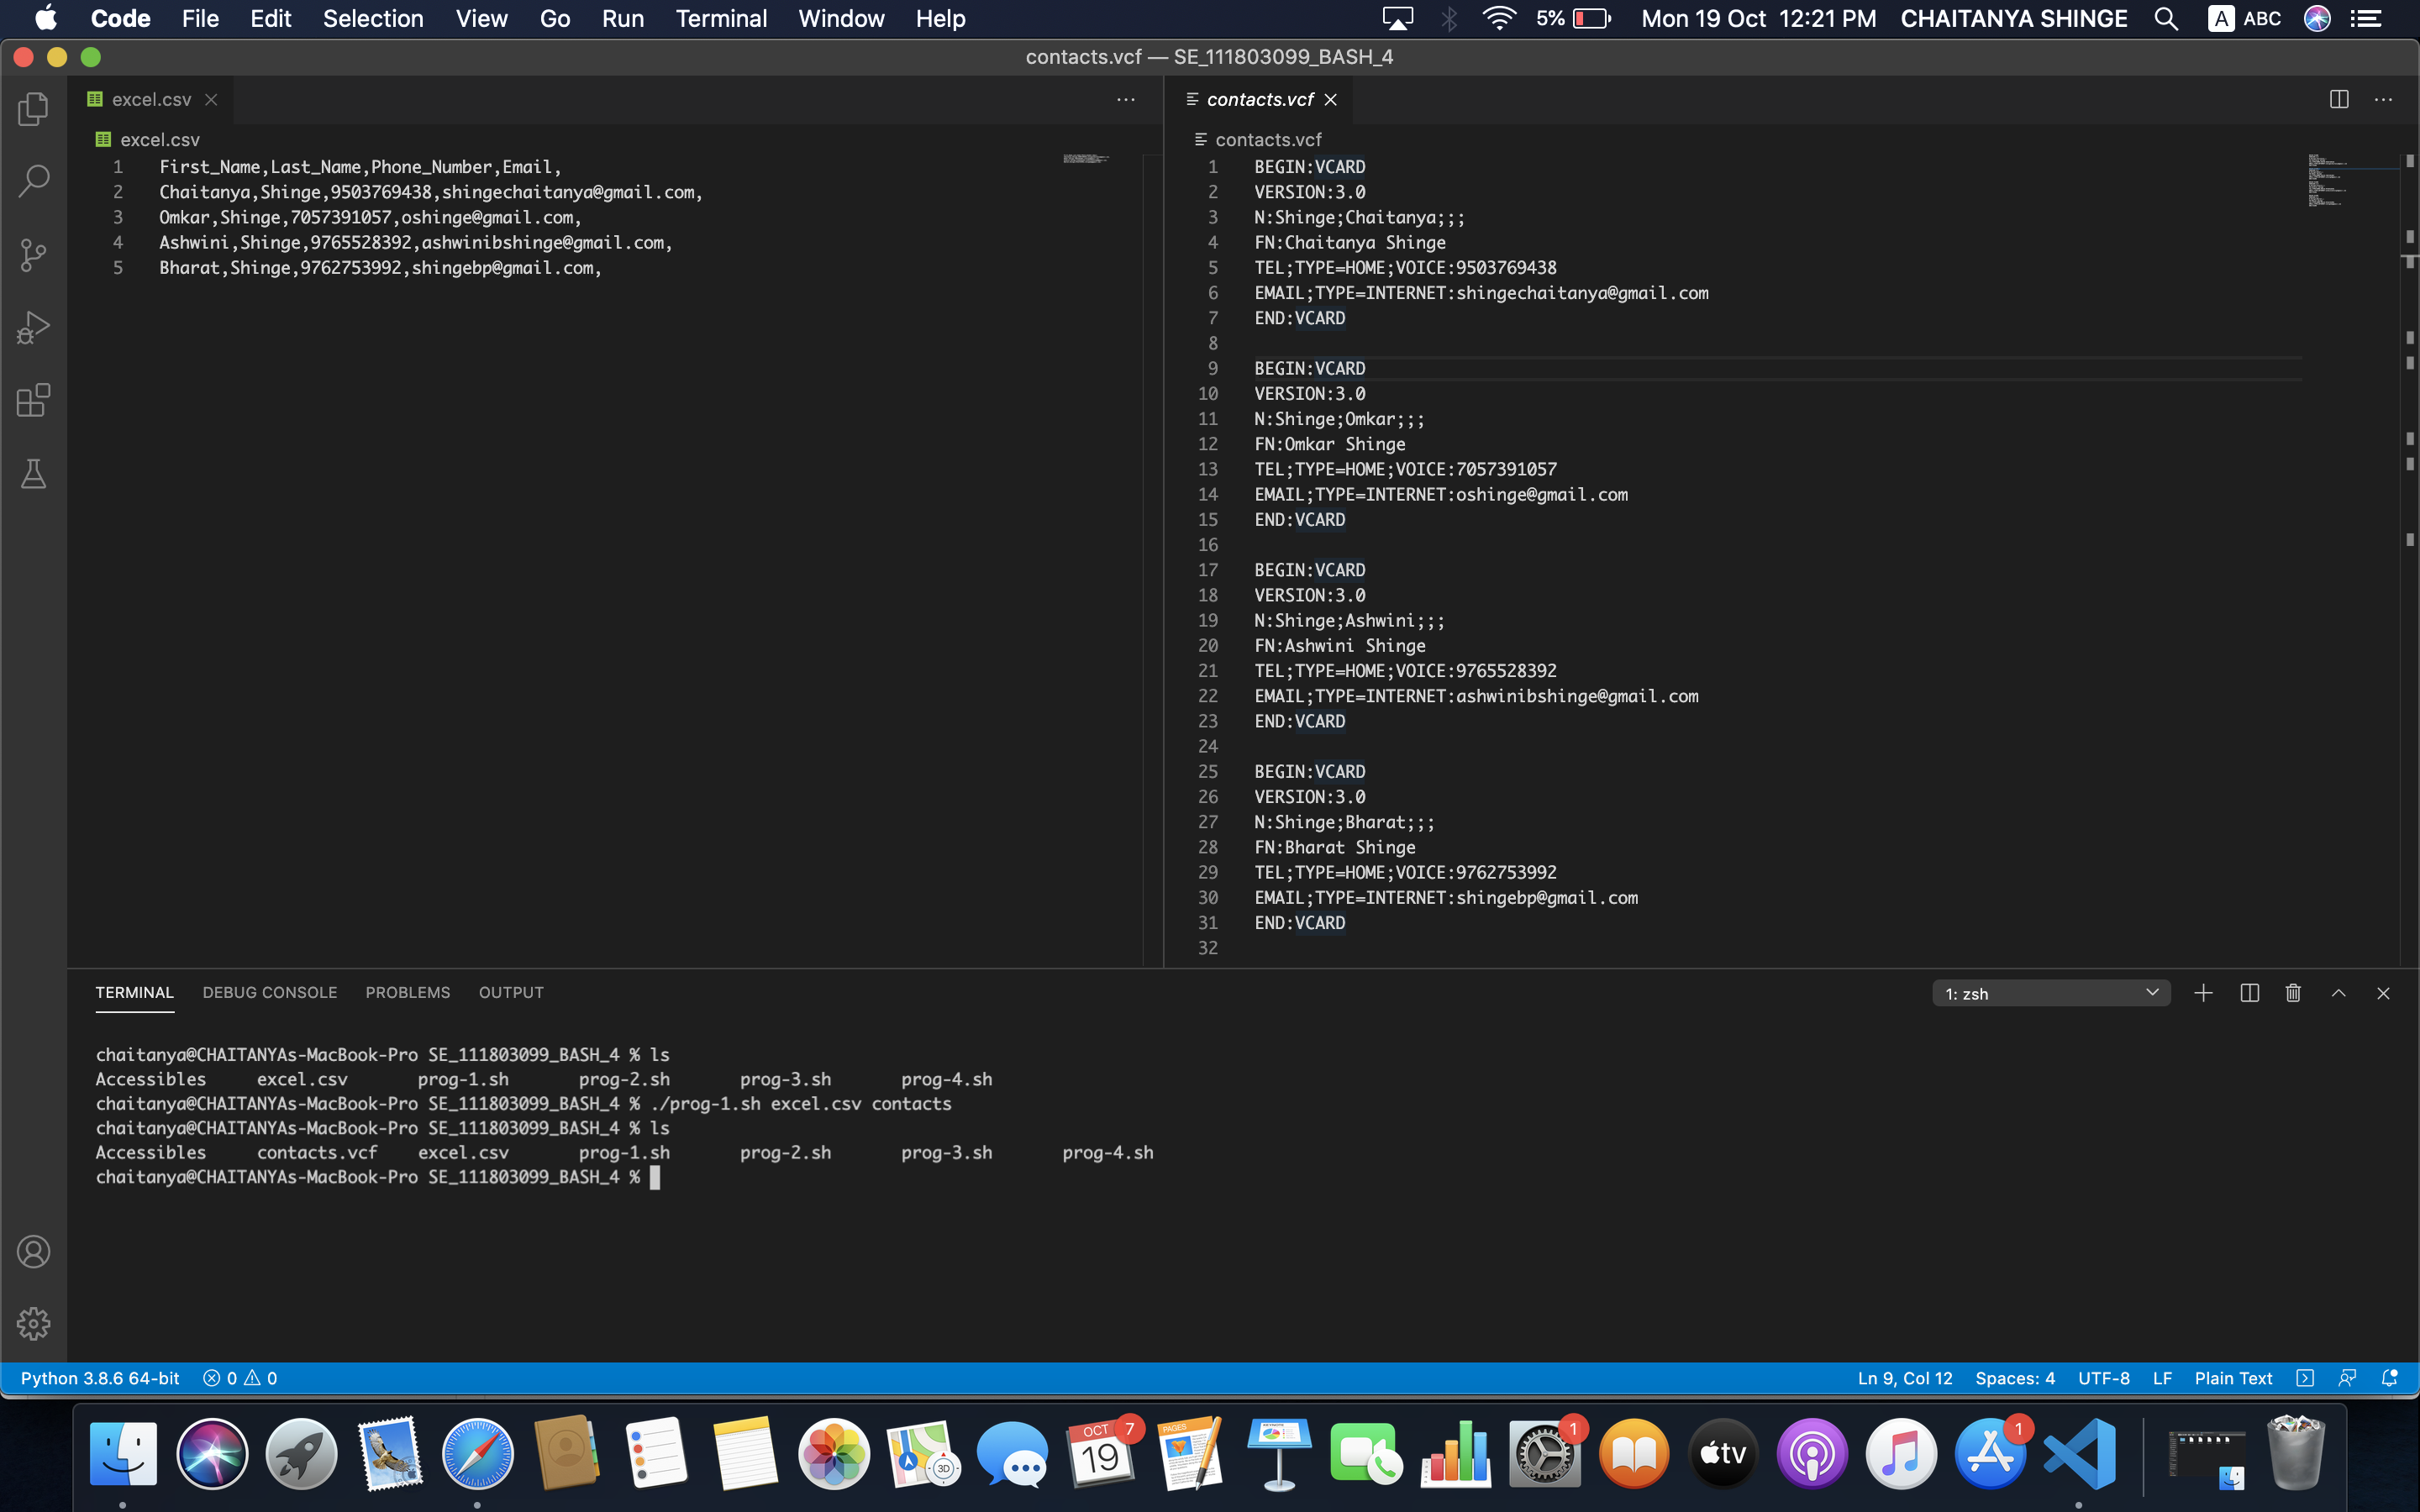 Code File Edit Selection View Go Run Terminal Window Help 5% Mon 19 Oct 12:21 PM CHAITANYA SHINGE A ABC
contacts.vcf — SE_111803099_BASH_4
excel.csv
excel.csv
1 First_Name,Last_Name,Phone_Number,Email,
2 Chaitanya,Shinge,9503769438,shingechaitanya@gmail.com,
3 Omkar,Shinge,7057391057,oshinge@gmail.com,
4 Ashwini,Shinge,9765528392,ashwinibshinge@gmail.com,
5 Bharat,Shinge,9762753992,shingebp@gmail.com,
contacts.vcf
contacts.vcf
1 BEGIN:VCARD
2 VERSION:3.0
3 N:Shinge;Chaitanya;;;
4 FN:Chaitanya Shinge
5 TEL;TYPE=HOME;VOICE:9503769438
6 EMAIL;TYPE=INTERNET:shingechaitanya@gmail.com
7 END:VCARD
8
9 BEGIN:VCARD
10 VERSION:3.0
11 N:Shinge;Omkar;;;
12 FN:Omkar Shinge
13 TEL;TYPE=HOME;VOICE:7057391057
14 EMAIL;TYPE=INTERNET:oshinge@gmail.com
15 END:VCARD
16
17 BEGIN:VCARD
18 VERSION:3.0
19 N:Shinge;Ashwini;;;
20 FN:Ashwini Shinge
21 TEL;TYPE=HOME;VOICE:9765528392
22 EMAIL;TYPE=INTERNET:ashwinibshinge@gmail.com
23 END:VCARD
24
25 BEGIN:VCARD
26 VERSION:3.0
27 N:Shinge;Bharat;;;
28 FN:Bharat Shinge
29 TEL;TYPE=HOME;VOICE:9762753992
30 EMAIL;TYPE=INTERNET:shingebp@gmail.com
31 END:VCARD
32
TERMINAL DEBUG CONSOLE PROBLEMS OUTPUT 1: zsh
chaitanya@CHAITANYAs-MacBook-Pro SE_111803099_BASH_4 % ls
Accessibles excel.csv prog-1.sh prog-2.sh prog-3.sh prog-4.sh
chaitanya@CHAITANYAs-MacBook-Pro SE_111803099_BASH_4 % ./prog-1.sh excel.csv contacts
chaitanya@CHAITANYAs-MacBook-Pro SE_111803099_BASH_4 % ls
Accessibles contacts.vcf excel.csv prog-1.sh prog-2.sh prog-3.sh prog-4.sh
chaitanya@CHAITANYAs-MacBook-Pro SE_111803099_BASH_4 %
Python 3.8.6 64-bit 0 0 Ln 9, Col 12 Spaces: 4 UTF-8 LF Plain Text
3D OCT 19 7 PAGES 1 tv 1